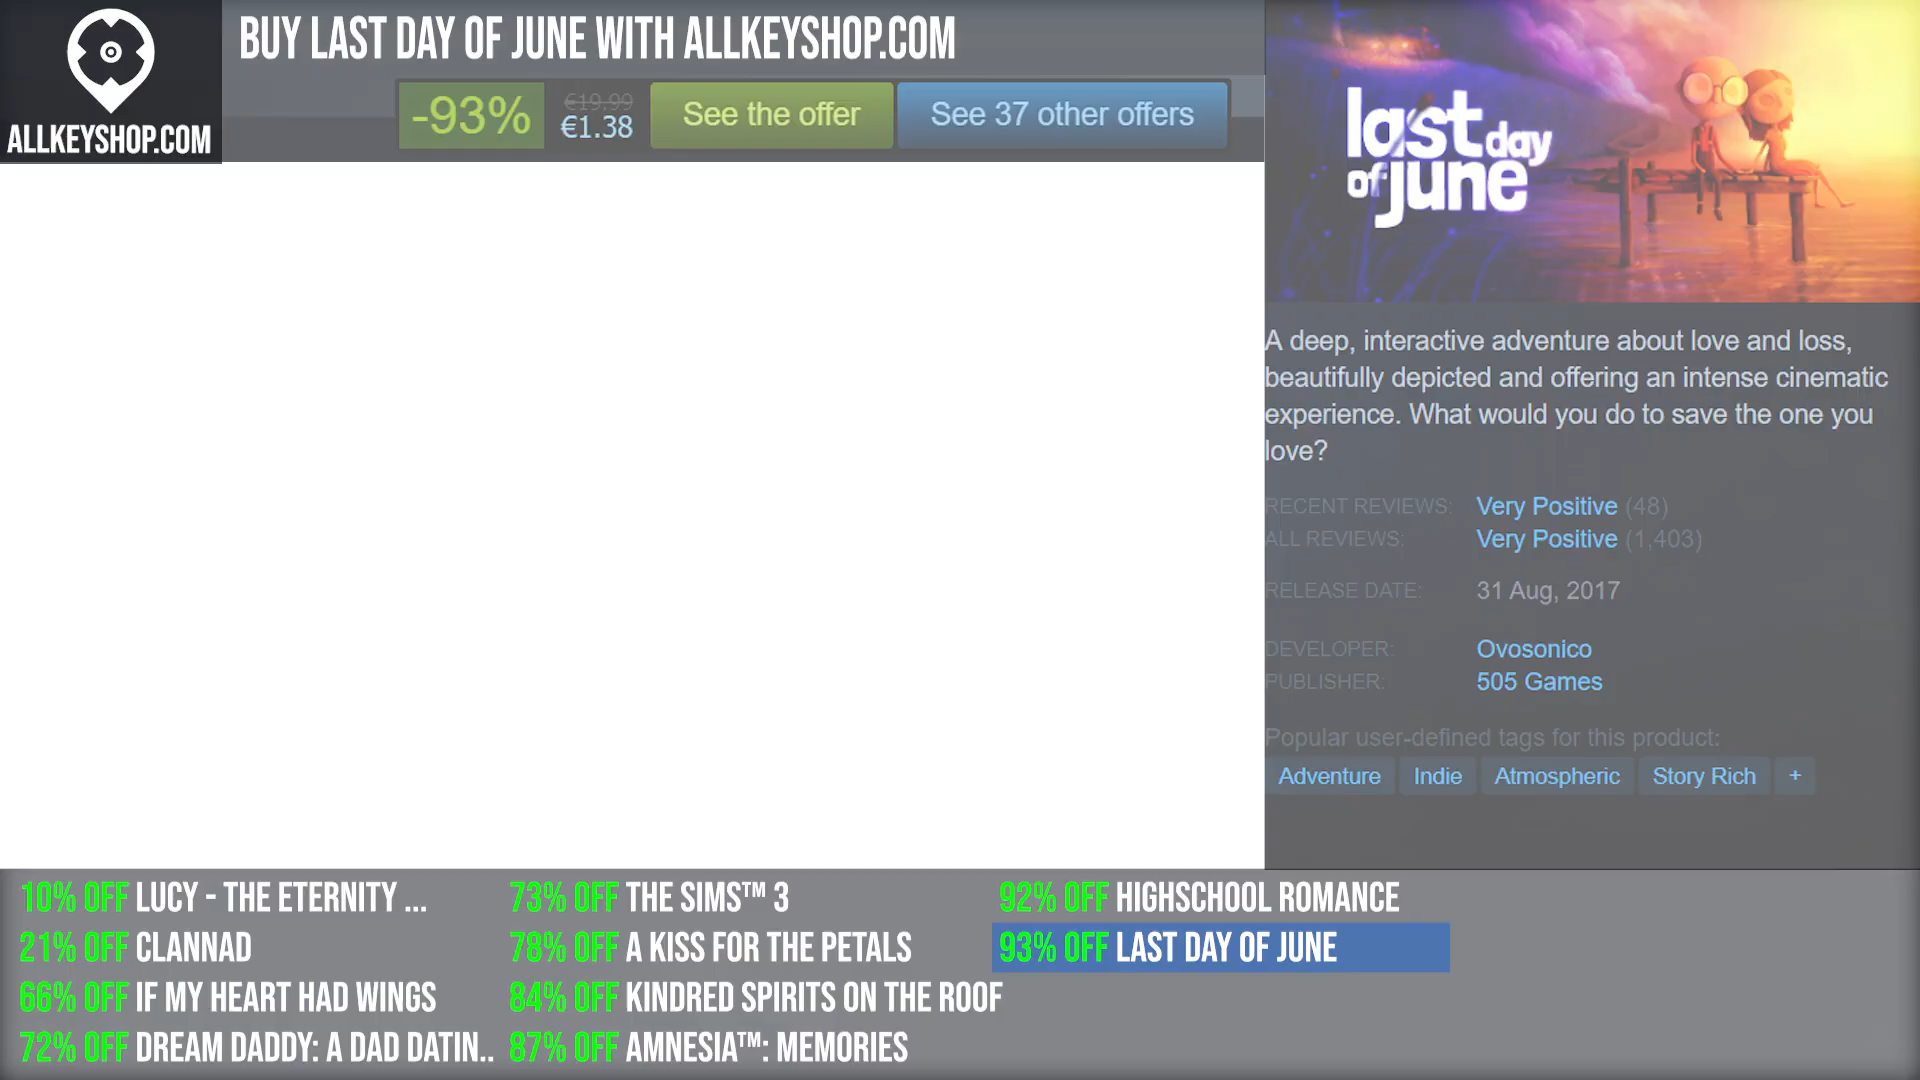 ALLKEYSHOP.COM
BUY LAST DAY OF JUNE WITH ALLKEYSHOP.COM
-93%
€19.99
€1.38
See the offer
See 37 other offers
last day
of june
A deep, interactive adventure about love and loss,
beautifully depicted and offering an intense cinematic
experience. What would you do to save the one you
love?
RECENT REVIEWS: Very Positive (48)
ALL REVIEWS: Very Positive (1,403)
RELEASE DATE: 31 Aug, 2017
DEVELOPER: Ovosonico
PUBLISHER: 505 Games
Popular user-defined tags for this product:
Adventure Indie Atmospheric Story Rich +
10% OFF LUCY - THE ETERNITY ...
21% OFF CLANNAD
66% OFF IF MY HEART HAD WINGS
72% OFF DREAM DADDY: A DAD DATIN..
73% OFF THE SIMS™ 3
78% OFF A KISS FOR THE PETALS
84% OFF KINDRED SPIRITS ON THE ROOF
87% OFF AMNESIA™: MEMORIES
92% OFF HIGHSCHOOL ROMANCE
93% OFF LAST DAY OF JUNE